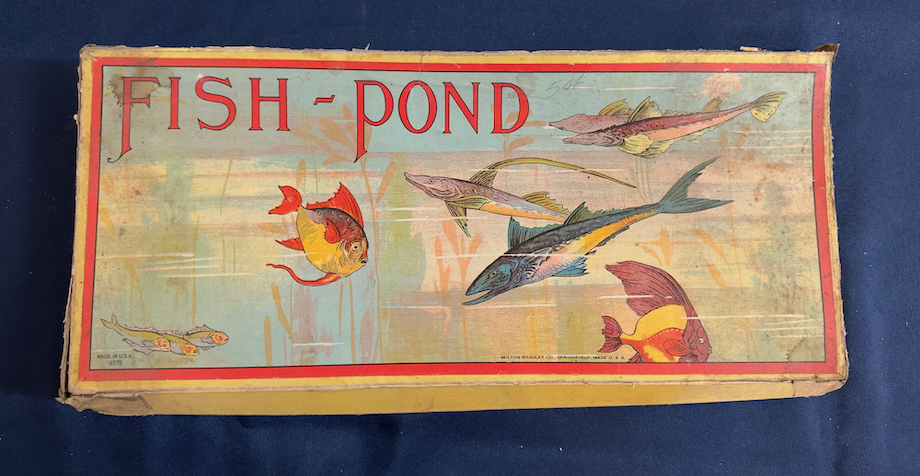 FISH - POND
MADE IN U.S.A.
4575
MILTON BRADLEY CO. SPRINGFIELD, MASS. U.S.A.